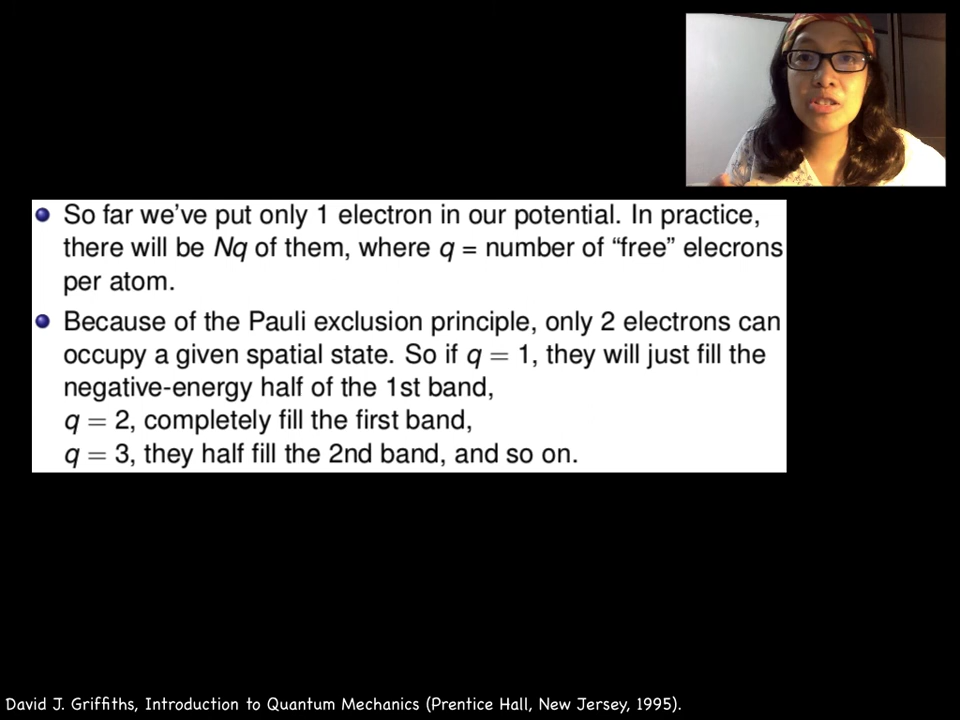 So far we've put only 1 electron in our potential. In practice,
there will be Nq of them, where q = number of "free" elecrons
per atom.
Because of the Pauli exclusion principle, only 2 electrons can
occupy a given spatial state. So if q = 1, they will just fill the
negative-energy half of the 1st band,
q = 2, completely fill the first band,
q = 3, they half fill the 2nd band, and so on.
David J. Griffiths, Introduction to Quantum Mechanics (Prentice Hall, New Jersey, 1995).